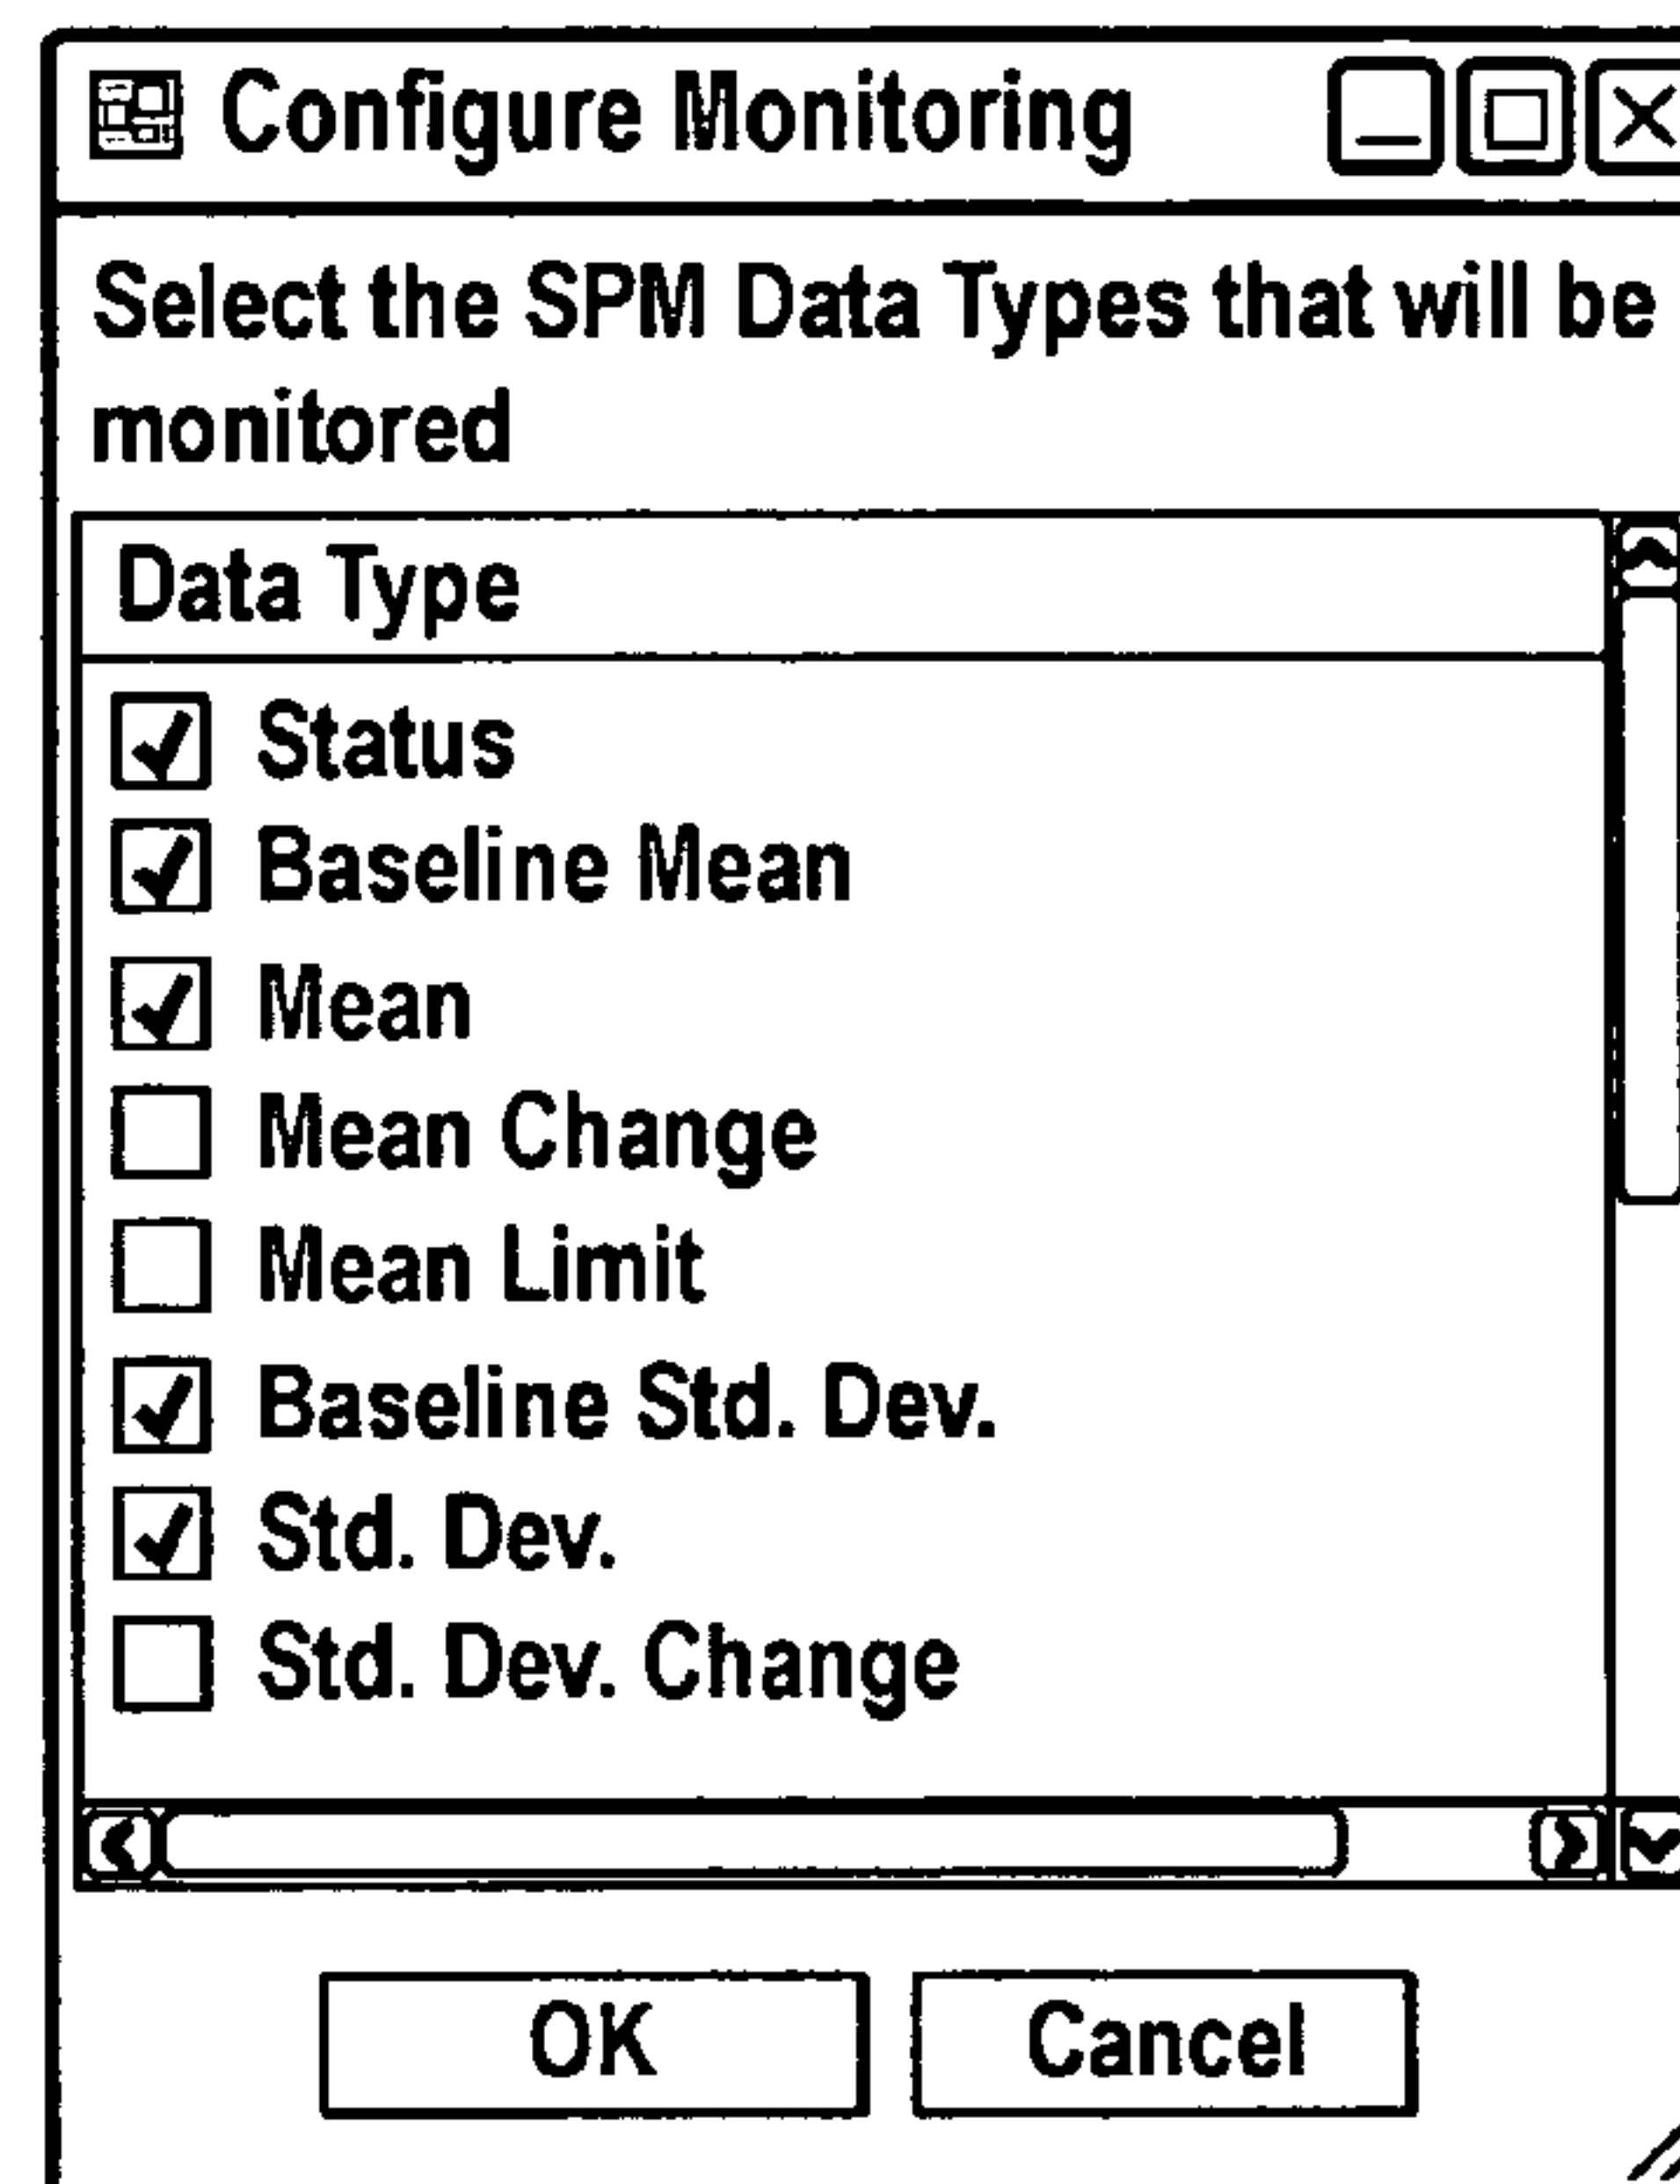 Configure Monitoring
Select the SPM Data Types that will be
monitored
Data Type
Status
Baseline Mean
Mean
Mean Change
Mean Limit
Baseline Std. Dev.
Std. Dev.
Std. Dev. Change
OK
Cancel